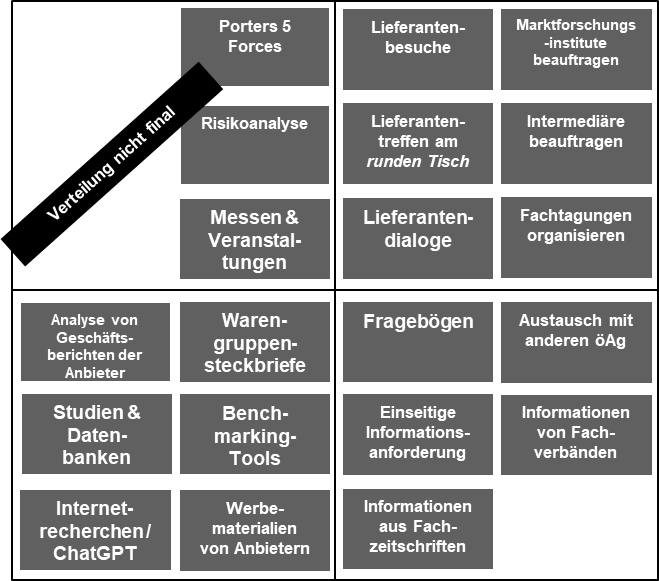 Porters 5
Forces
Verteilung nicht final
Risikoanalyse
Messen &
Veranstal-
tungen
Lieferanten-
besuche
Marktforschungs
-institute
beauftragen
Lieferanten-
treffen am
runden Tisch
Intermediäre
beauftragen
Lieferanten-
dialoge
Fachtagungen
organisieren
Analyse von
Geschäfts-
berichten der
Anbieter
Waren-
gruppen-
steckbriefe
Studien &
Daten-
banken
Bench-
marking-
Tools
Internet-
recherchen/
ChatGPT
Werbe-
materialien
von Anbietern
Fragebögen
Austausch mit
anderen öAg
Einseitige
Informations-
anforderung
Informationen
von Fach-
verbänden
Informationen
aus Fach-
zeitschriften